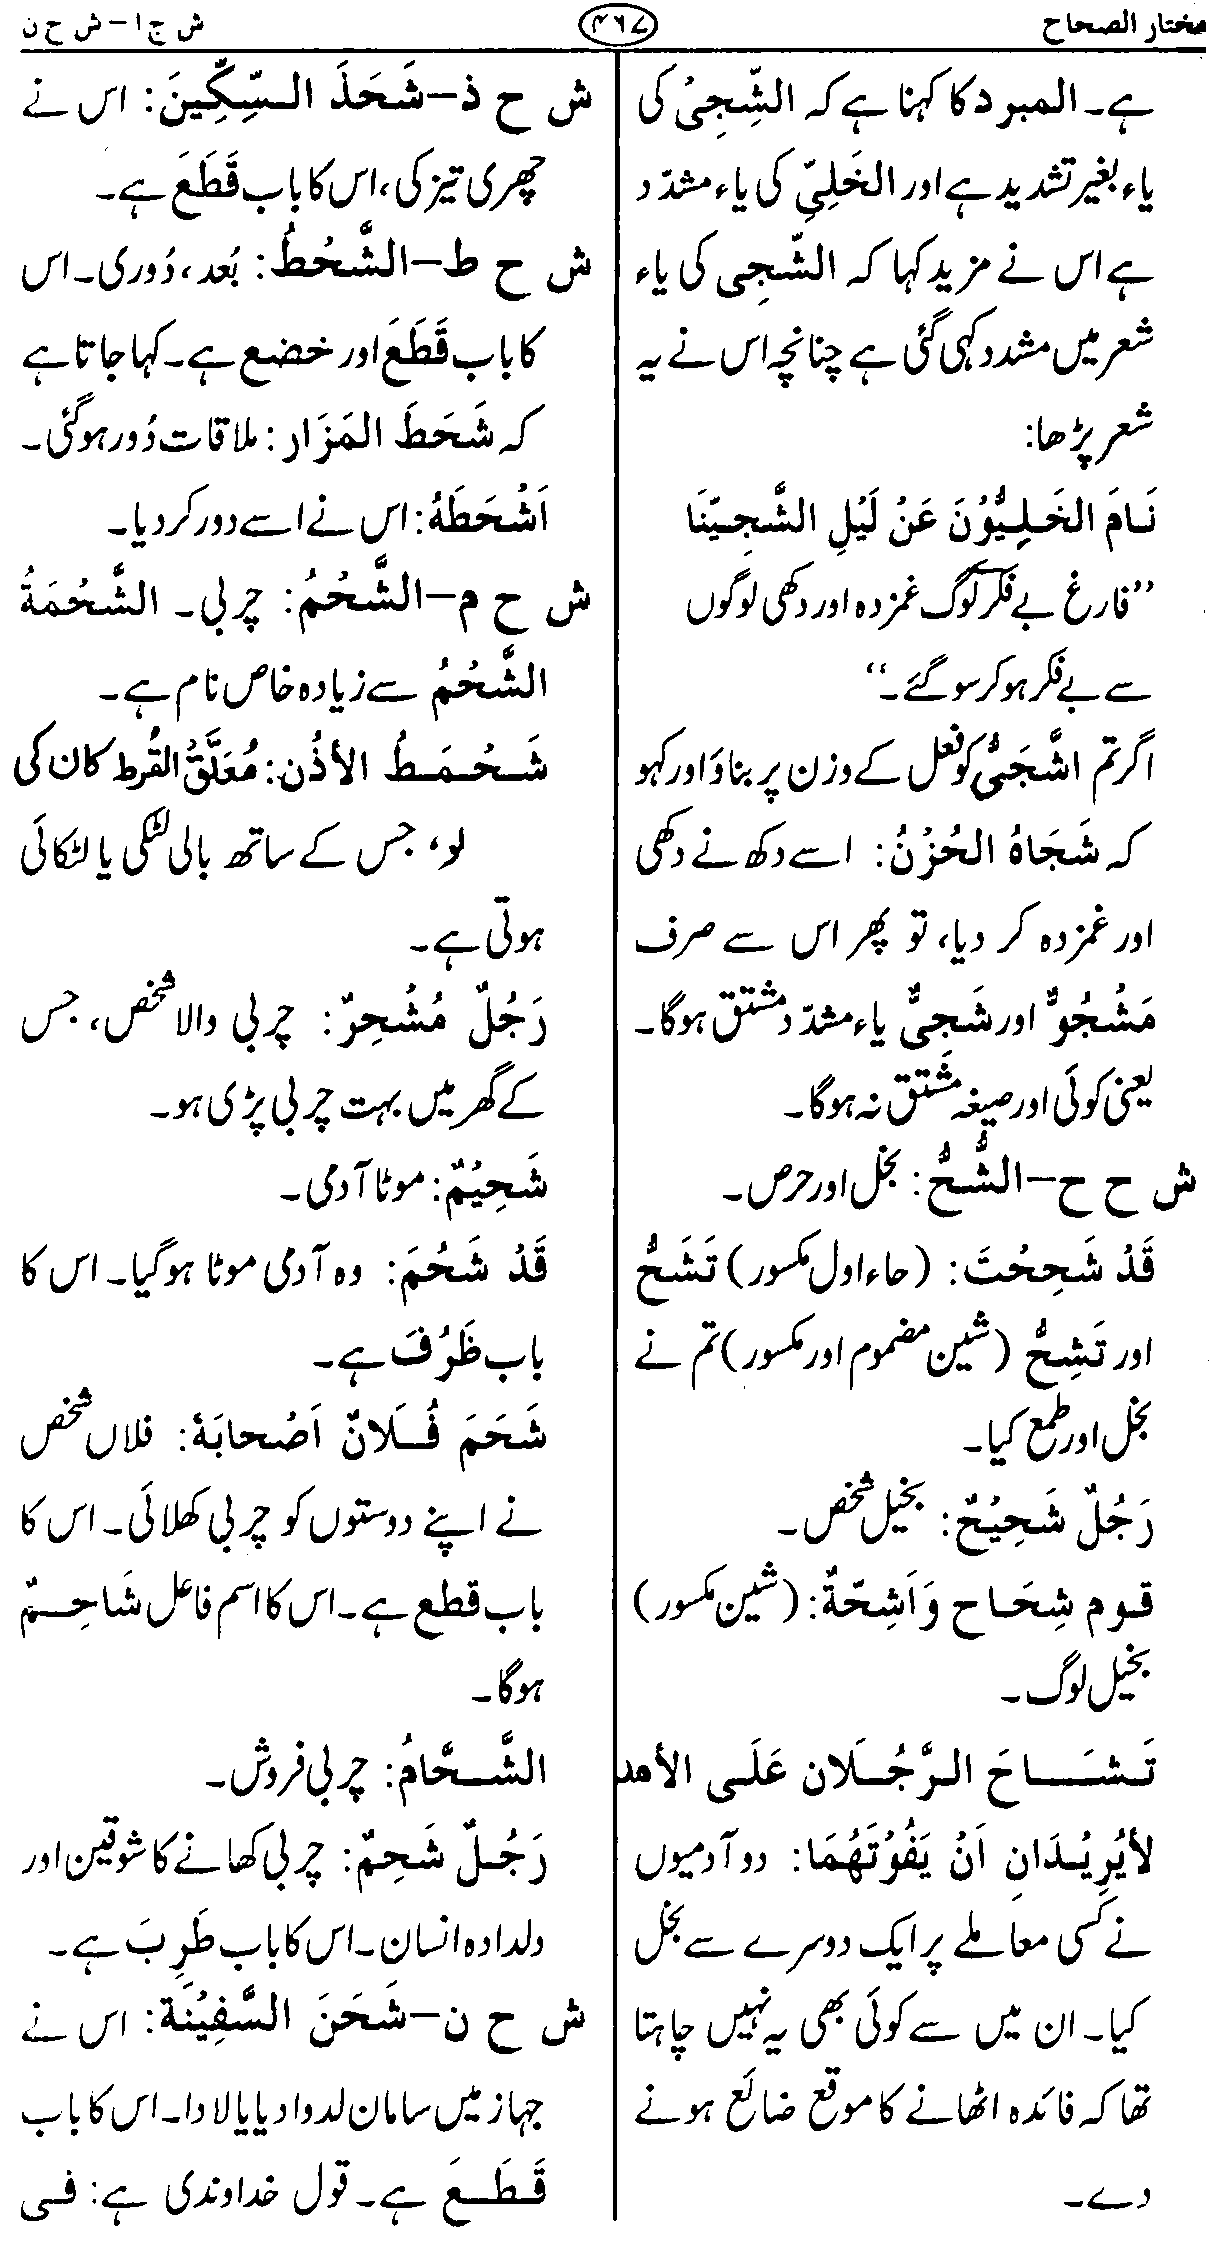 مختار الصحاح ۴۶۷ ش ج ا – ش ح ن
ہے۔ المبرد کا کہنا ہے کہ الشَّجِیُ کی
یاء بغیر تشدید ہے اور الخَلِیّ کی یاء مشدّد
ہے اس نے مزید کہا کہ الشّجِی کی یاء
شعر میں مشدد کہی گئی ہے چنانچہ اس نے یہ
شعر پڑھا:
نَامَ الخَلِیُّوْنَ عَنْ لَیْلِ الشَّجِیّنَا
”فارغ بے فکر لوگ غمزدہ اور دکھی لوگوں
سے بے فکر ہو کر سو گئے۔“
اگر تم اشَّجَیُّ کو فعل کے وزن پر بناؤ اور کہو
کہ شَجَاهُ الحُزْنُ: اسے دکھ نے دکھی
اور غمزدہ کر دیا، تو پھر اس سے صرف
مَشْجُوٌّ اور شَجِیٌّ یاء مشدّد مشتق ہوگا۔
یعنی کوئی اور صیغہ مشتق نہ ہوگا۔
ش ح ح – الشُّحُّ: بخل اور حرص۔
قَدْ شَحِحْتَ: (حاء اول مکسور) تَشَحُّ
اور تَشِحُّ (شین مضموم اور مکسور) تم نے
بخل اور طمع کیا۔
رَجُلٌ شَحِیْحٌ: بخیل شخص۔
قوم شِحَاح وَاَشِحّةٌ: (شین مکسور)
بخیل لوگ۔
تَشَاحَ الرَّجُلَان عَلَی الأمد
لأیُرِیْدَانِ اَنْ یَفُوْتَهُمَا: دو آدمیوں
نے کسی معاملے پر ایک دوسرے سے بخل
کیا۔ ان میں سے کوئی بھی یہ نہیں چاہتا
تھا کہ فائدہ اٹھانے کا موقع ضائع ہونے
دے۔
ش ح ذ – شَحَذَ السِّکِّینَ: اس نے
چھری تیز کی، اس کا باب قَطَعَ ہے۔
ش ح ط – الشَّحْطُ: بُعد، دُوری۔ اس
کا باب قَطَعَ اور خضع ہے۔ کہا جاتا ہے
کہ شَحَطَ المَزَار: ملاقات دُور ہو گئی۔
اَشْحَطَهُ: اس نے اسے دور کر دیا۔
ش ح م – الشَّحْمُ: چربی۔ الشَّحْمَةُ
الشَّحْمُ سے زیادہ خاص نام ہے۔
شَحْمَطُ الأذُن: مُعَلَّقُ القُرط کان کی
لو، جس کے ساتھ بالی لٹکی یا لٹکائی
ہوتی ہے۔
رَجُلٌ مُشْحِرٌ: چربی والا شخص، جس
کے گھر میں بہت چربی پڑی ہو۔
شَحِیْمٌ: موٹا آدمی۔
قَدْ شَحُمَ: وہ آدمی موٹا ہو گیا۔ اس کا
باب ظَرُفَ ہے۔
شَحَمَ فُلَانٌ اَصْحابَهٗ: فلاں شخص
نے اپنے دوستوں کو چربی کھلائی۔ اس کا
باب قطع ہے۔ اس کا اسم فاعل شَاحِمٌ
ہوگا۔
الشَّحَّامُ: چربی فروش۔
رَجُلٌ شَحِمٌ: چربی کھانے کا شوقین اور
دلدادہ انسان۔ اس کا باب طَرِبَ ہے۔
ش ح ن – شَحَنَ السَّفِیْنَة: اس نے
جہاز میں سامان لدوا دیا یا لادا۔ اس کا باب
قَطَعَ ہے۔ قول خداوندی ہے: فی